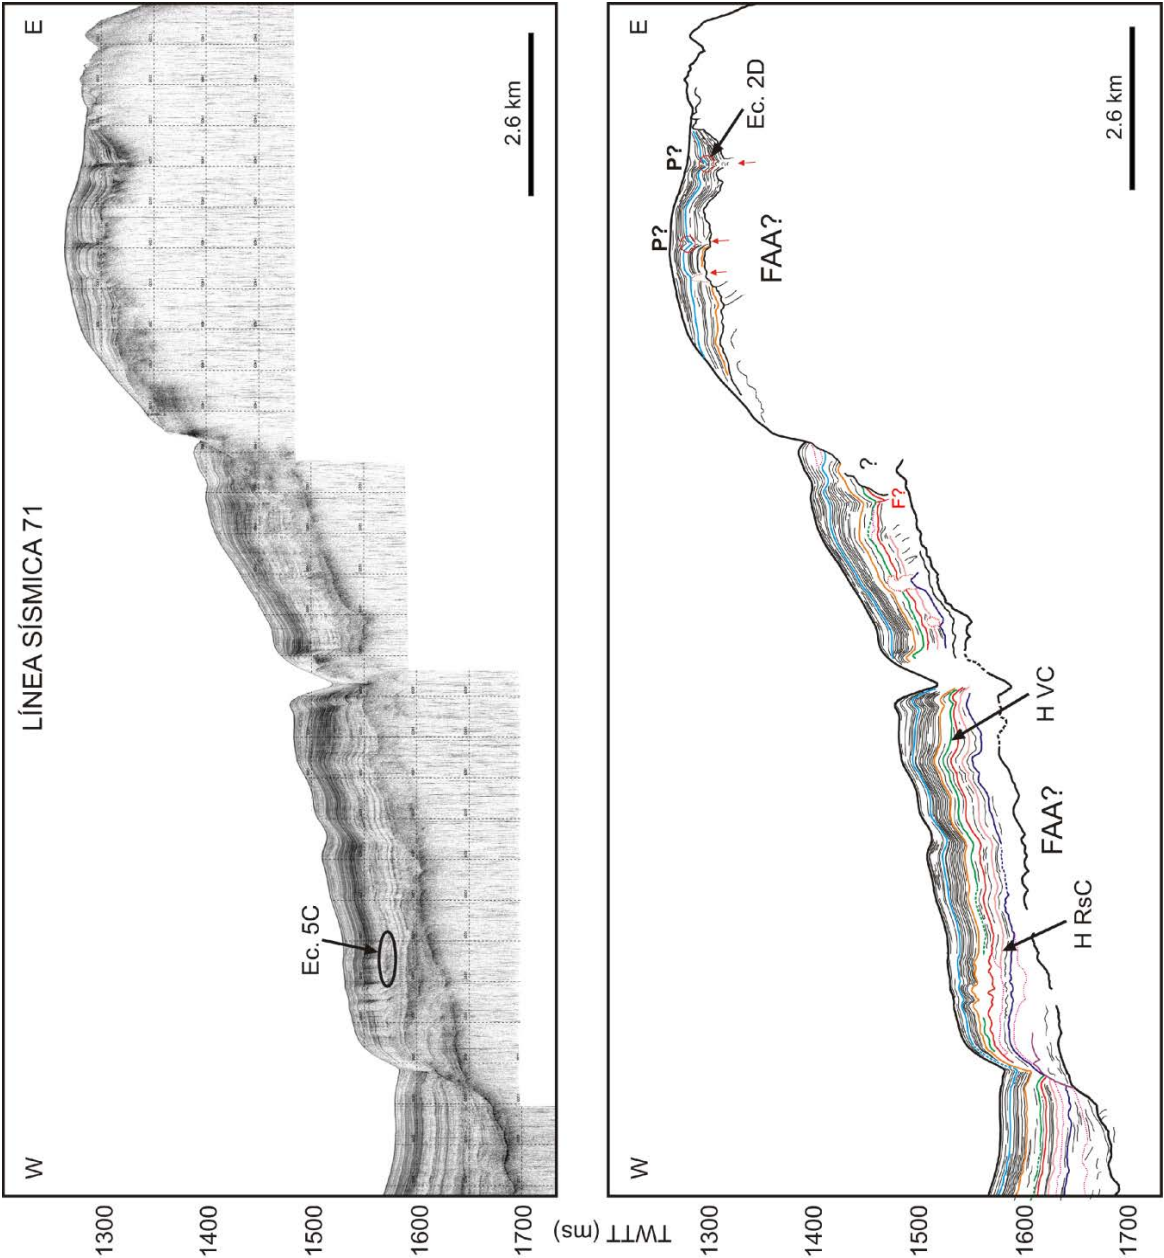 LÍNEA SÍSMICA 71
W
E
1300
1400
1500
1600
1700
Ec. 5C
2.6 km
TWTT (ms)
W
E
1300
1400
1500
1600
1700
P?
P?
Ec. 2D
FAA?
?
F?
H VC
FAA?
H RsC
2.6 km